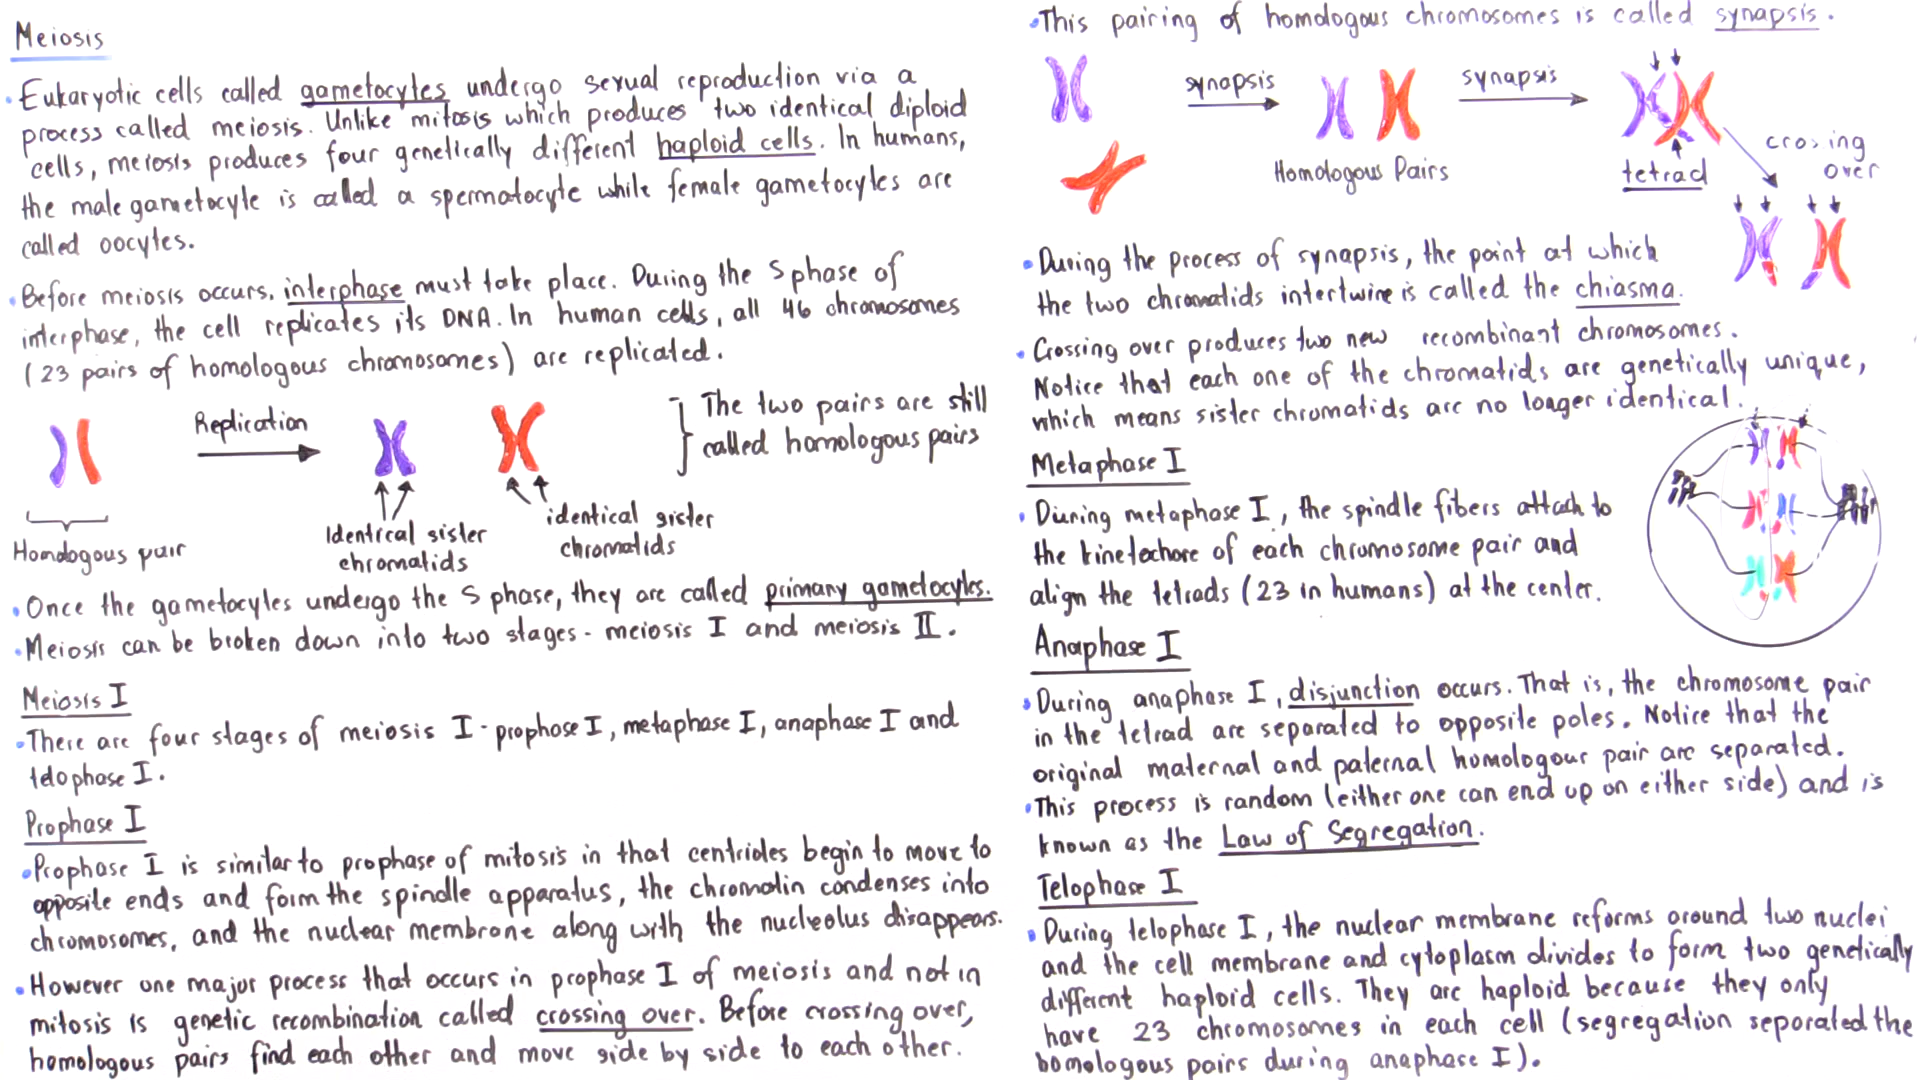 Meiosis
• Eukaryotic cells called gametocytes undergo sexual reproduction via a
process called meiosis. Unlike mitosis which produces two identical diploid
cells, meiosis produces four genetically different haploid cells. In humans,
the male gametocyte is called a spermatocyte while female gametocytes are
called oocytes.
• Before meiosis occurs, interphase must take place. During the S phase of
interphase, the cell replicates its DNA. In human cells, all 46 chromosomes
(23 pairs of homologous chromosomes) are replicated.
Replication
The two pairs are still
called homologous pairs
Homologous pair
Identical sister
chromatids
identical sister
chromatids
• Once the gametocytes undergo the S phase, they are called primary gametocytes.
• Meiosis can be broken down into two stages - meiosis I and meiosis II.
Meiosis I
• There are four stages of meiosis I - prophase I, metaphase I, anaphase I and
telophase I.
Prophase I
• Prophase I is similar to prophase of mitosis in that centrioles begin to move to
opposite ends and form the spindle apparatus, the chromatin condenses into
chromosomes, and the nuclear membrane along with the nucleolus disappears.
• However one major process that occurs in prophase I of meiosis and not in
mitosis is genetic recombination called crossing over. Before crossing over,
homologous pairs find each other and move side by side to each other.
• This pairing of homologous chromosomes is called synapsis.
synapsis
synapsis
Homologous Pairs
tetrad
crossing
over
• During the process of synapsis, the point at which
the two chromatids intertwine is called the chiasma.
• Crossing over produces two new recombinant chromosomes.
Notice that each one of the chromatids are genetically unique,
which means sister chromatids are no longer identical.
Metaphase I
• During metaphase I, the spindle fibers attach to
the kinetechore of each chromosome pair and
align the tetrads (23 in humans) at the center.
Anaphase I
• During anaphase I, disjunction occurs. That is, the chromosome pair
in the tetrad are separated to opposite poles. Notice that the
original maternal and paternal homologour pair are separated.
• This process is random (either one can end up on either side) and is
known as the Law of Segregation.
Telophase I
• During telophase I, the nuclear membrane reforms around two nuclei
and the cell membrane and cytoplasm divides to form two genetically
different haploid cells. They are haploid because they only
have 23 chromosomes in each cell (segregation seporated the
homologous pairs during anaphase I).